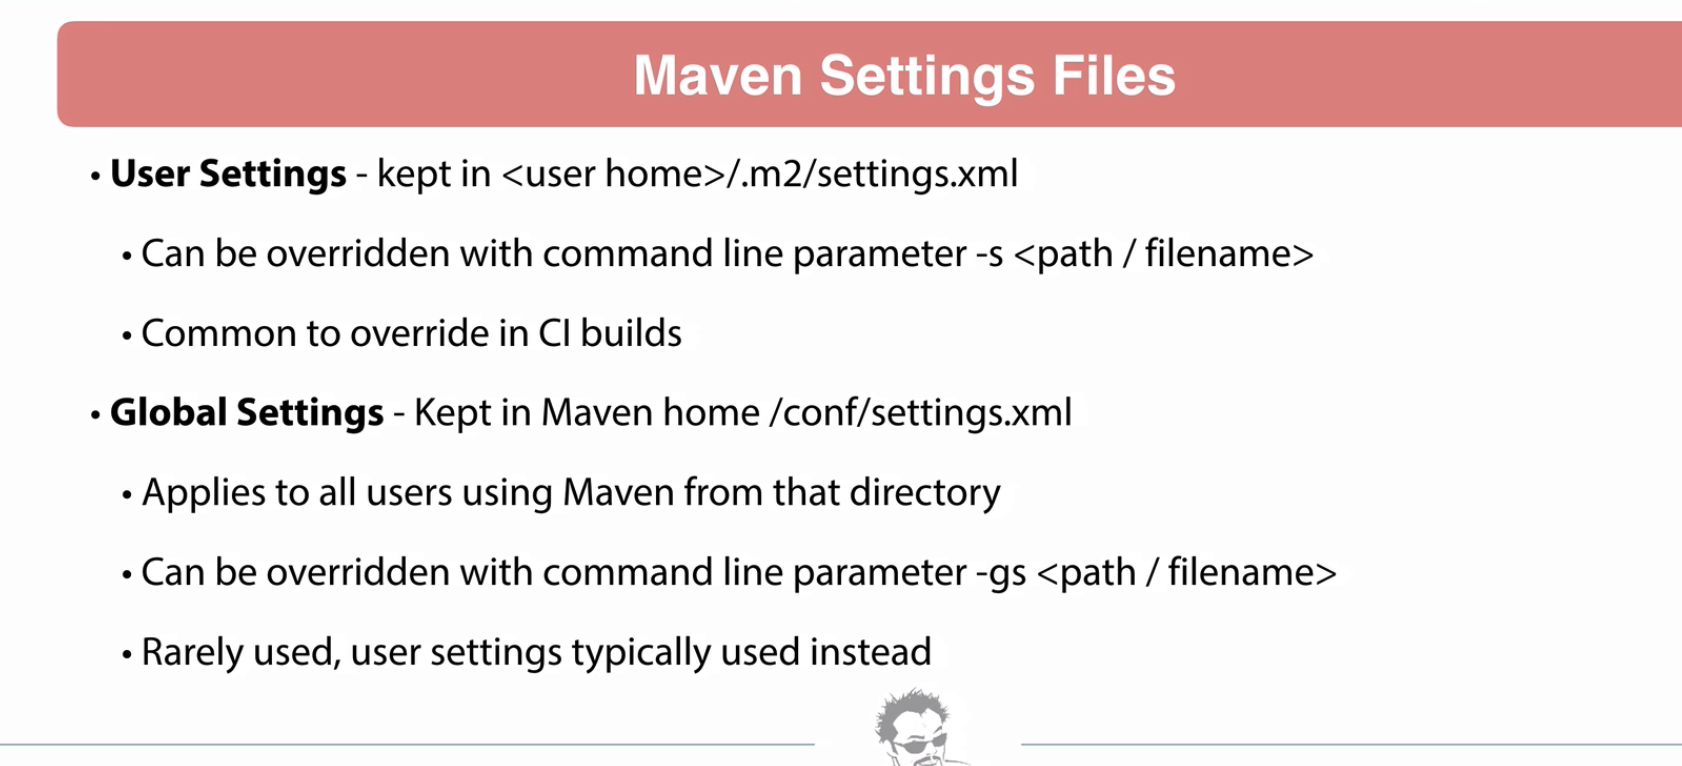 Maven Settings Files
• User Settings - kept in <user home>/.m2/settings.xml
• Can be overridden with command line parameter -s <path / filename>
• Common to override in CI builds
• Global Settings - Kept in Maven home /conf/settings.xml
• Applies to all users using Maven from that directory
• Can be overridden with command line parameter -gs <path / filename>
• Rarely used, user settings typically used instead